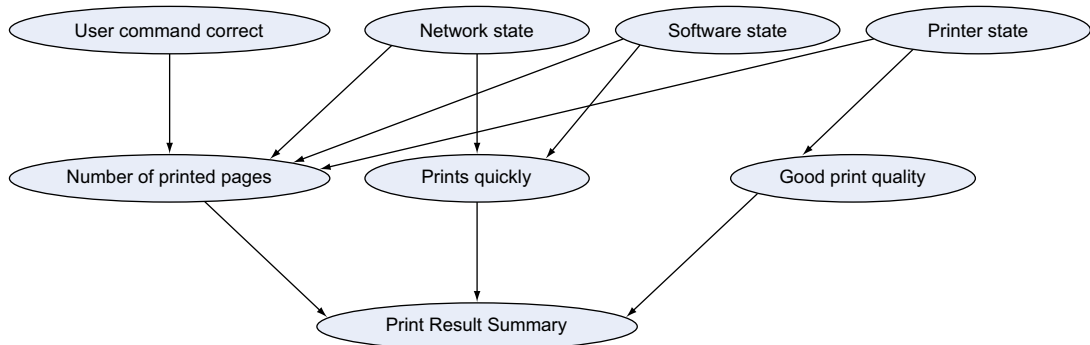 User command correct
Network state
Software state
Printer state
Number of printed pages
Prints quickly
Good print quality
Print Result Summary